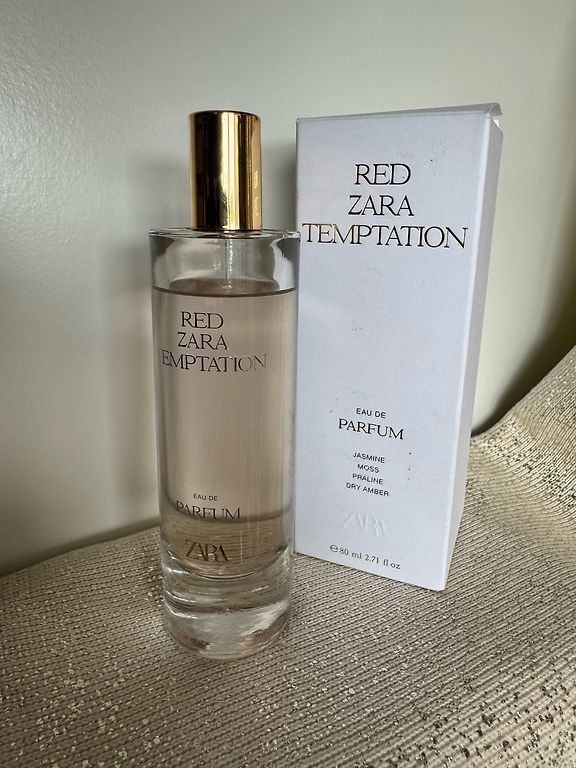 RED
ZARA
TEMPTATION
EAU DE
PARFUM
ZARA
RED
ZARA
TEMPTATION
EAU DE
PARFUM
JASMINE
MOSS
PRALINE
DRY AMBER
ZARA
e 80 ml 2.71 fl oz